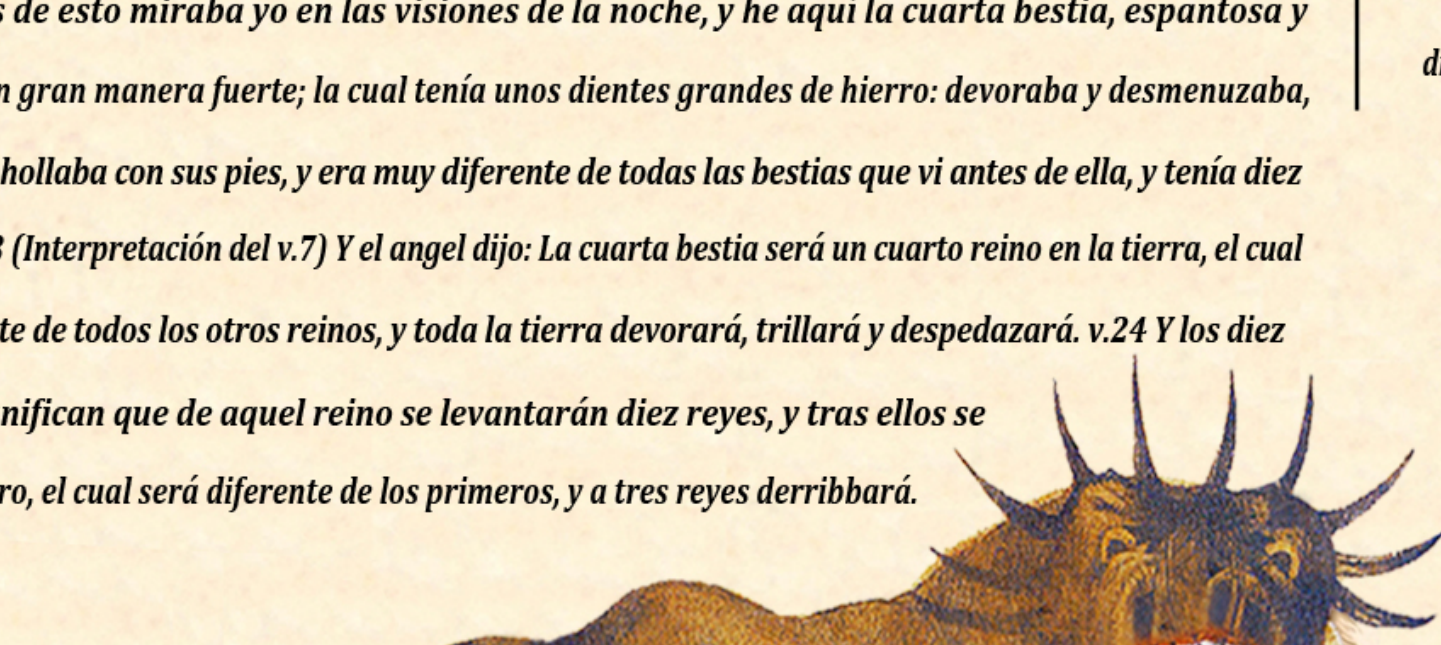 s de esto miraba yo en las visiones de la noche, y he aquí la cuarta bestia, espantosa y
n gran manera fuerte; la cual tenía unos dientes grandes de hierro: devoraba y desmenuzaba,
hollaba con sus pies, y era muy diferente de todas las bestias que vi antes de ella, y tenía diez
(Interpretación del v.7) Y el angel dijo: La cuarta bestia será un cuarto reino en la tierra, el cual
te de todos los otros reinos, y toda la tierra devorará, trillará y despedazará. v.24 Y los diez
nifican que de aquel reino se levantarán diez reyes, y tras ellos se
ro, el cual será diferente de los primeros, y a tres reyes derribbará.